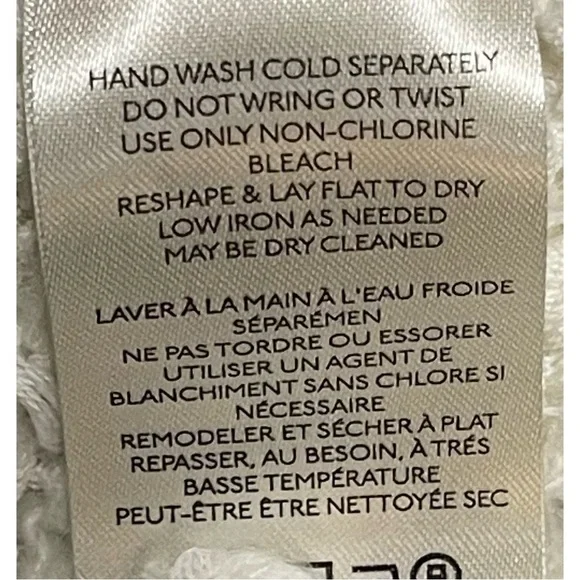 HAND WASH COLD SEPARATELY
DO NOT WRING OR TWIST
USE ONLY NON-CHLORINE
BLEACH
RESHAPE & LAY FLAT TO DRY
LOW IRON AS NEEDED
MAY BE DRY CLEANED
LAVER À LA MAIN À L'EAU FROIDE
SÉPARÉMEN
NE PAS TORDRE OU ESSORER
UTILISER UN AGENT DE
BLANCHIMENT SANS CHLORE SI
NÉCESSAIRE
REMODELER ET SÉCHER À PLAT
REPASSER, AU BESOIN, À TRÉS
BASSE TEMPÉRATURE
PEUT-ÊTRE ÊTRE NETTOYÉE SEC